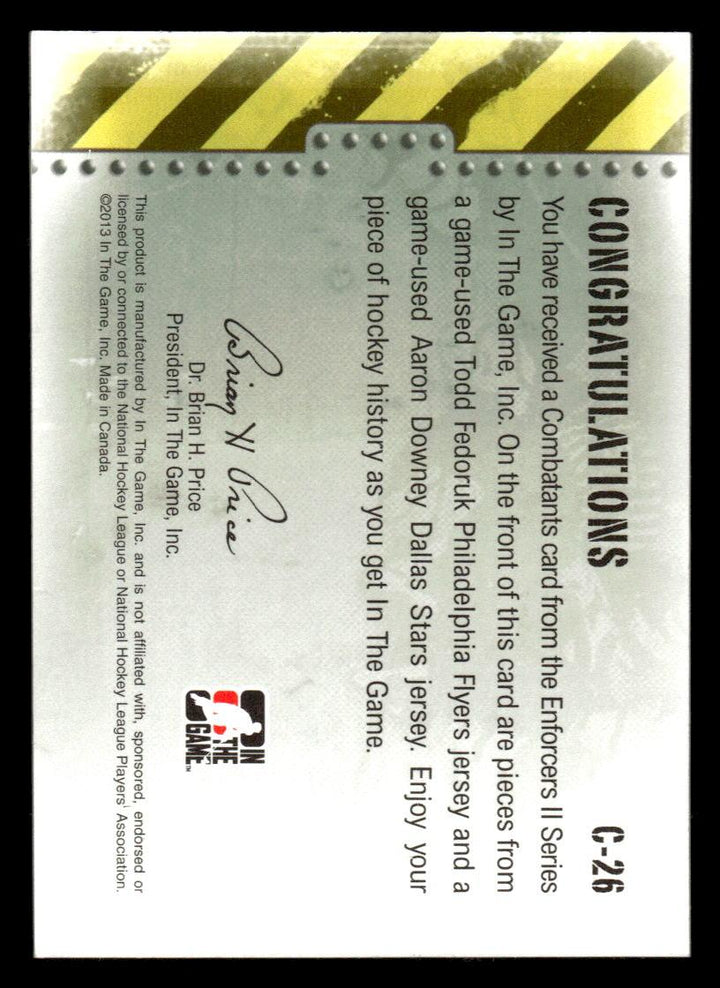 CONGRATULATIONS C-26
You have received a Combatants card from the Enforcers II Series
by In The Game, Inc. On the front of this card are pieces from
a game-used Todd Fedoruk Philadelphia Flyers jersey and a
game-used Aaron Downey Dallas Stars jersey. Enjoy your
piece of hockey history as you get In The Game.
Brian H Price
Dr. Brian H. Price
President, In The Game, Inc.
IN
THE
GAME™
This product is manufactured by In The Game, Inc. and is not affiliated with, sponsored, endorsed or
licensed by or connected to the National Hockey League or National Hockey League Players' Association.
©2013 In The Game, Inc. Made in Canada.